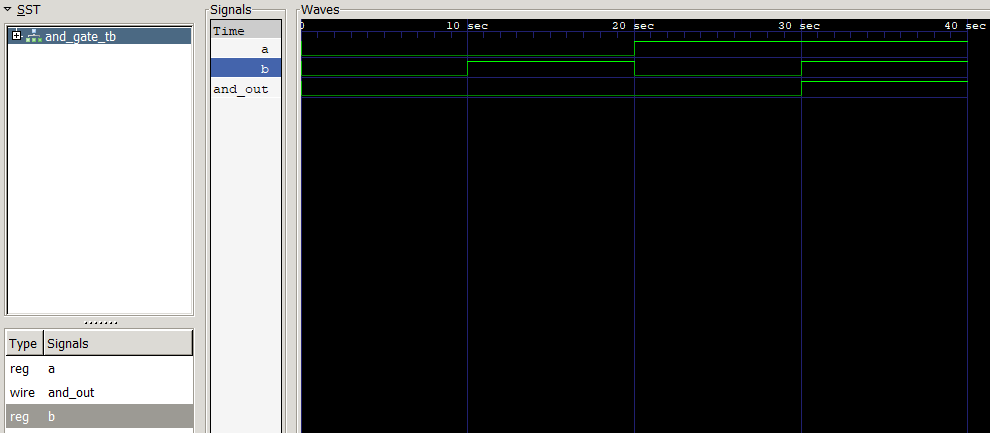 SST
and_gate_tb
Type Signals
reg a
wire and_out
reg b
Signals
Time
a
b
and_out
Waves
0 10 sec 20 sec 30 sec 40 sec